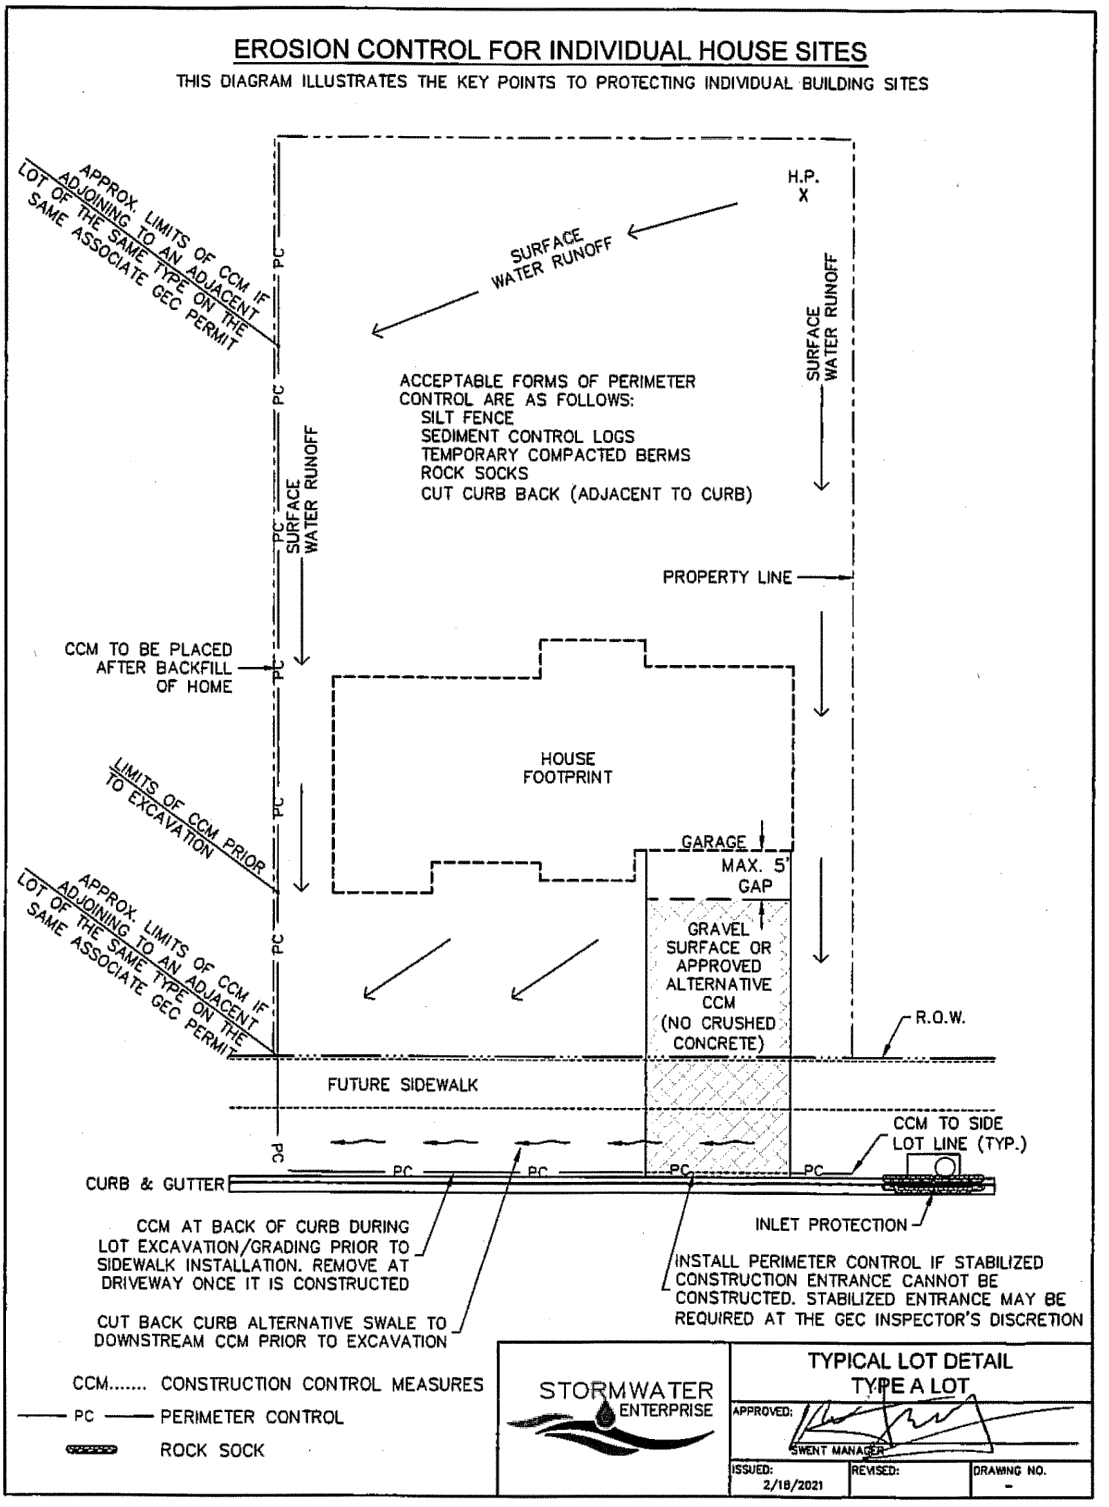 EROSION CONTROL FOR INDIVIDUAL HOUSE SITES
THIS DIAGRAM ILLUSTRATES THE KEY POINTS TO PROTECTING INDIVIDUAL BUILDING SITES
APPROX. LIMITS OF CCM IF
ADJOINING TO AN ADJACENT
LOT OF THE SAME TYPE ON THE
SAME ASSOCIATE GEC PERMIT
H.P.
X
SURFACE
WATER RUNOFF
SURFACE
WATER RUNOFF
PC
PC
PC
SURFACE
WATER RUNOFF
ACCEPTABLE FORMS OF PERIMETER
CONTROL ARE AS FOLLOWS:
SILT FENCE
SEDIMENT CONTROL LOGS
TEMPORARY COMPACTED BERMS
ROCK SOCKS
CUT CURB BACK (ADJACENT TO CURB)
PROPERTY LINE
CCM TO BE PLACED
AFTER BACKFILL
OF HOME
PC
HOUSE
FOOTPRINT
LIMITS OF CCM PRIOR
TO EXCAVATION
PC
GARAGE
MAX. 5'
GAP
APPROX. LIMITS OF CCM IF
ADJOINING TO AN ADJACENT
LOT OF THE SAME TYPE ON THE
SAME ASSOCIATE GEC PERMIT
PC
GRAVEL
SURFACE OR
APPROVED
ALTERNATIVE
CCM
(NO CRUSHED
CONCRETE)
R.O.W.
FUTURE SIDEWALK
CCM TO SIDE
LOT LINE (TYP.)
PC
PC
PC
PC
PC
CURB & GUTTER
INLET PROTECTION
CCM AT BACK OF CURB DURING
LOT EXCAVATION/GRADING PRIOR TO
SIDEWALK INSTALLATION. REMOVE AT
DRIVEWAY ONCE IT IS CONSTRUCTED
INSTALL PERIMETER CONTROL IF STABILIZED
CONSTRUCTION ENTRANCE CANNOT BE
CONSTRUCTED. STABILIZED ENTRANCE MAY BE
REQUIRED AT THE GEC INSPECTOR'S DISCRETION
CUT BACK CURB ALTERNATIVE SWALE TO
DOWNSTREAM CCM PRIOR TO EXCAVATION
CCM....... CONSTRUCTION CONTROL MEASURES
PC PERIMETER CONTROL
ROCK SOCK
STORMWATER
ENTERPRISE
TYPICAL LOT DETAIL
TYPE A LOT
APPROVED:
SWENT MANAGER
ISSUED:
2/18/2021
REVISED:
DRAWING NO.
-